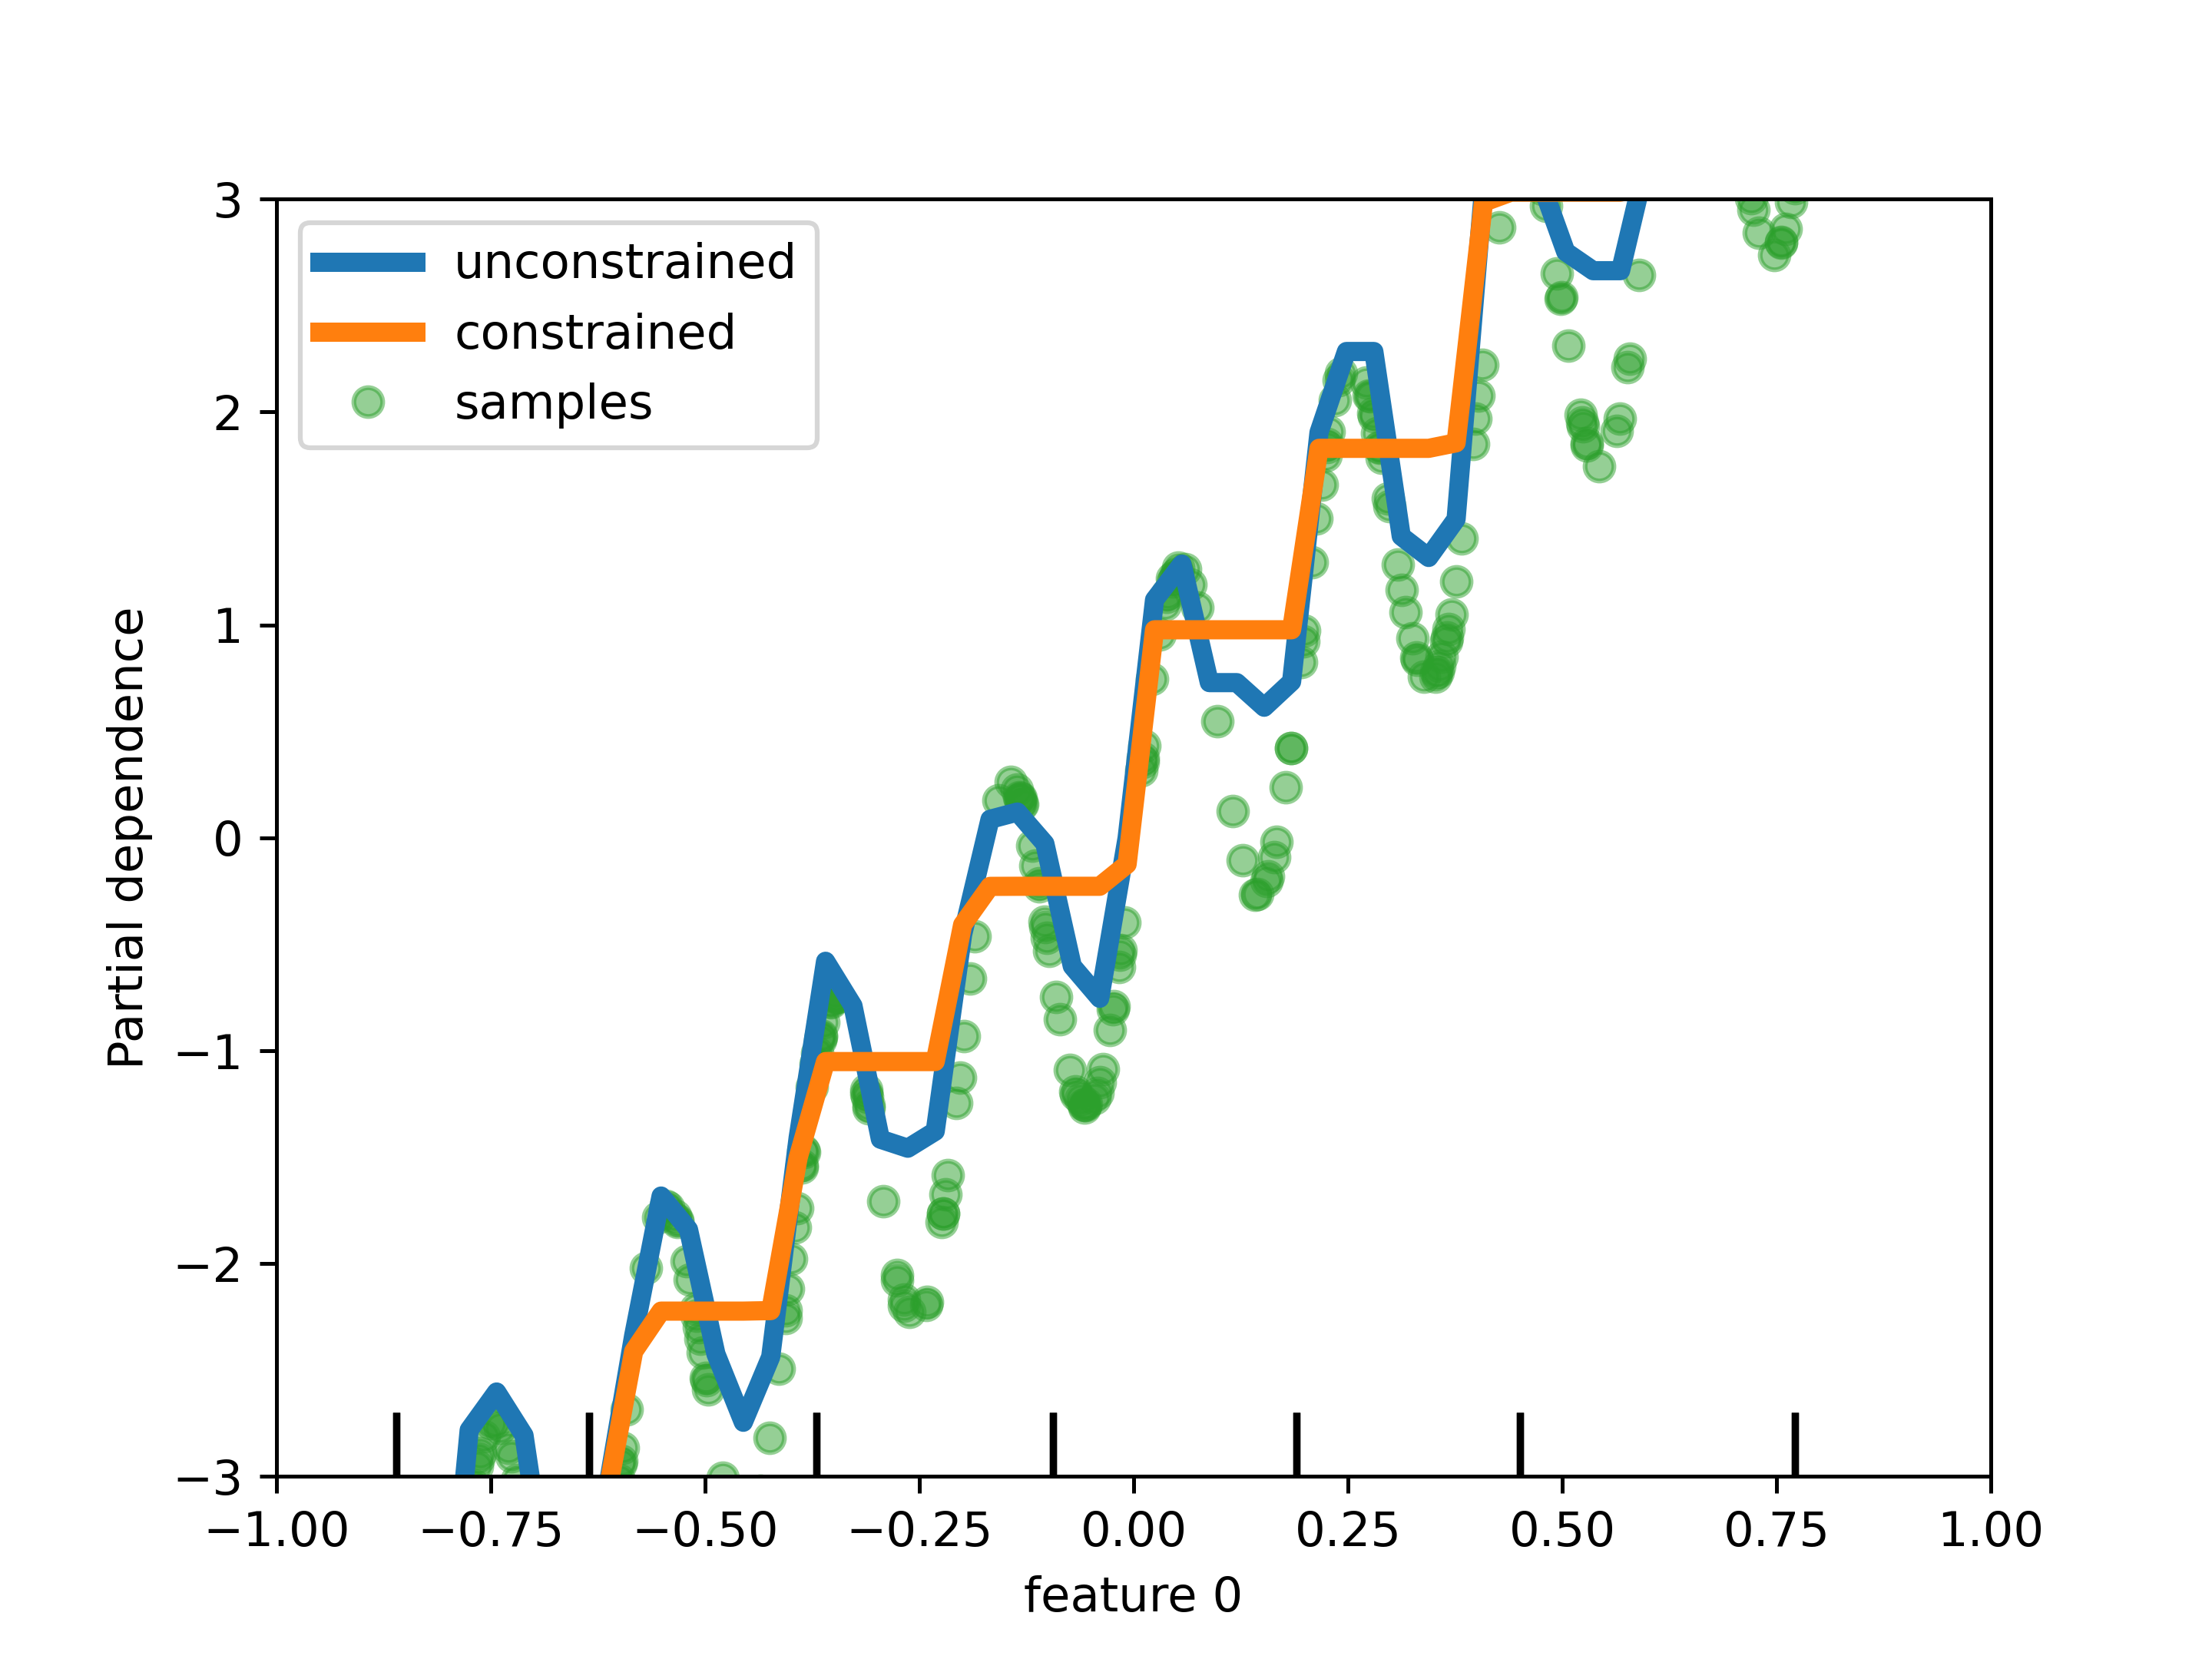 unconstrained
constrained
samples
3
2
1
0
−1
−2
−3
Partial dependence
−1.00 −0.75 −0.50 −0.25 0.00 0.25 0.50 0.75 1.00
feature 0